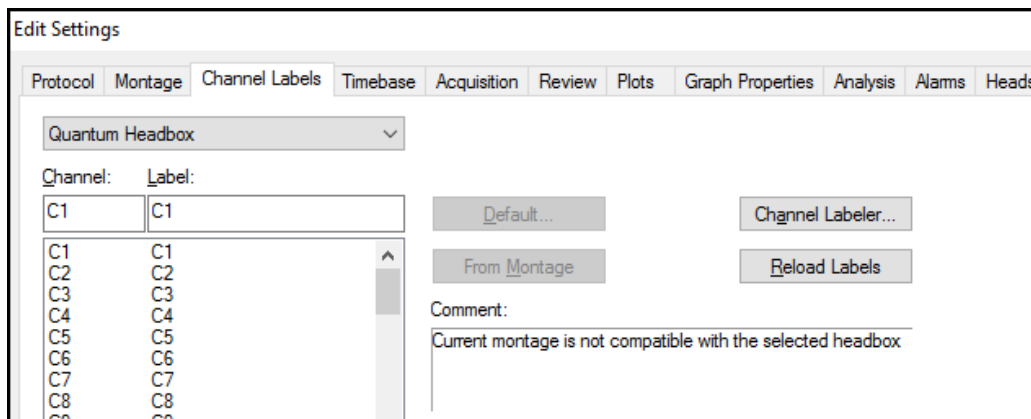 Edit Settings
Protocol Montage Channel Labels Timebase Acquisition Review Plots Graph Properties Analysis Alarms Heads
Quantum Headbox
Channel: Label:
C1 C1 Default... Channel Labeler...
C1 C1
C2 C2
C3 C3 From Montage Reload Labels
C4 C4
Comment:
C5 C5 Current montage is not compatible with the selected headbox
C6 C6
C7 C7
C8 C8